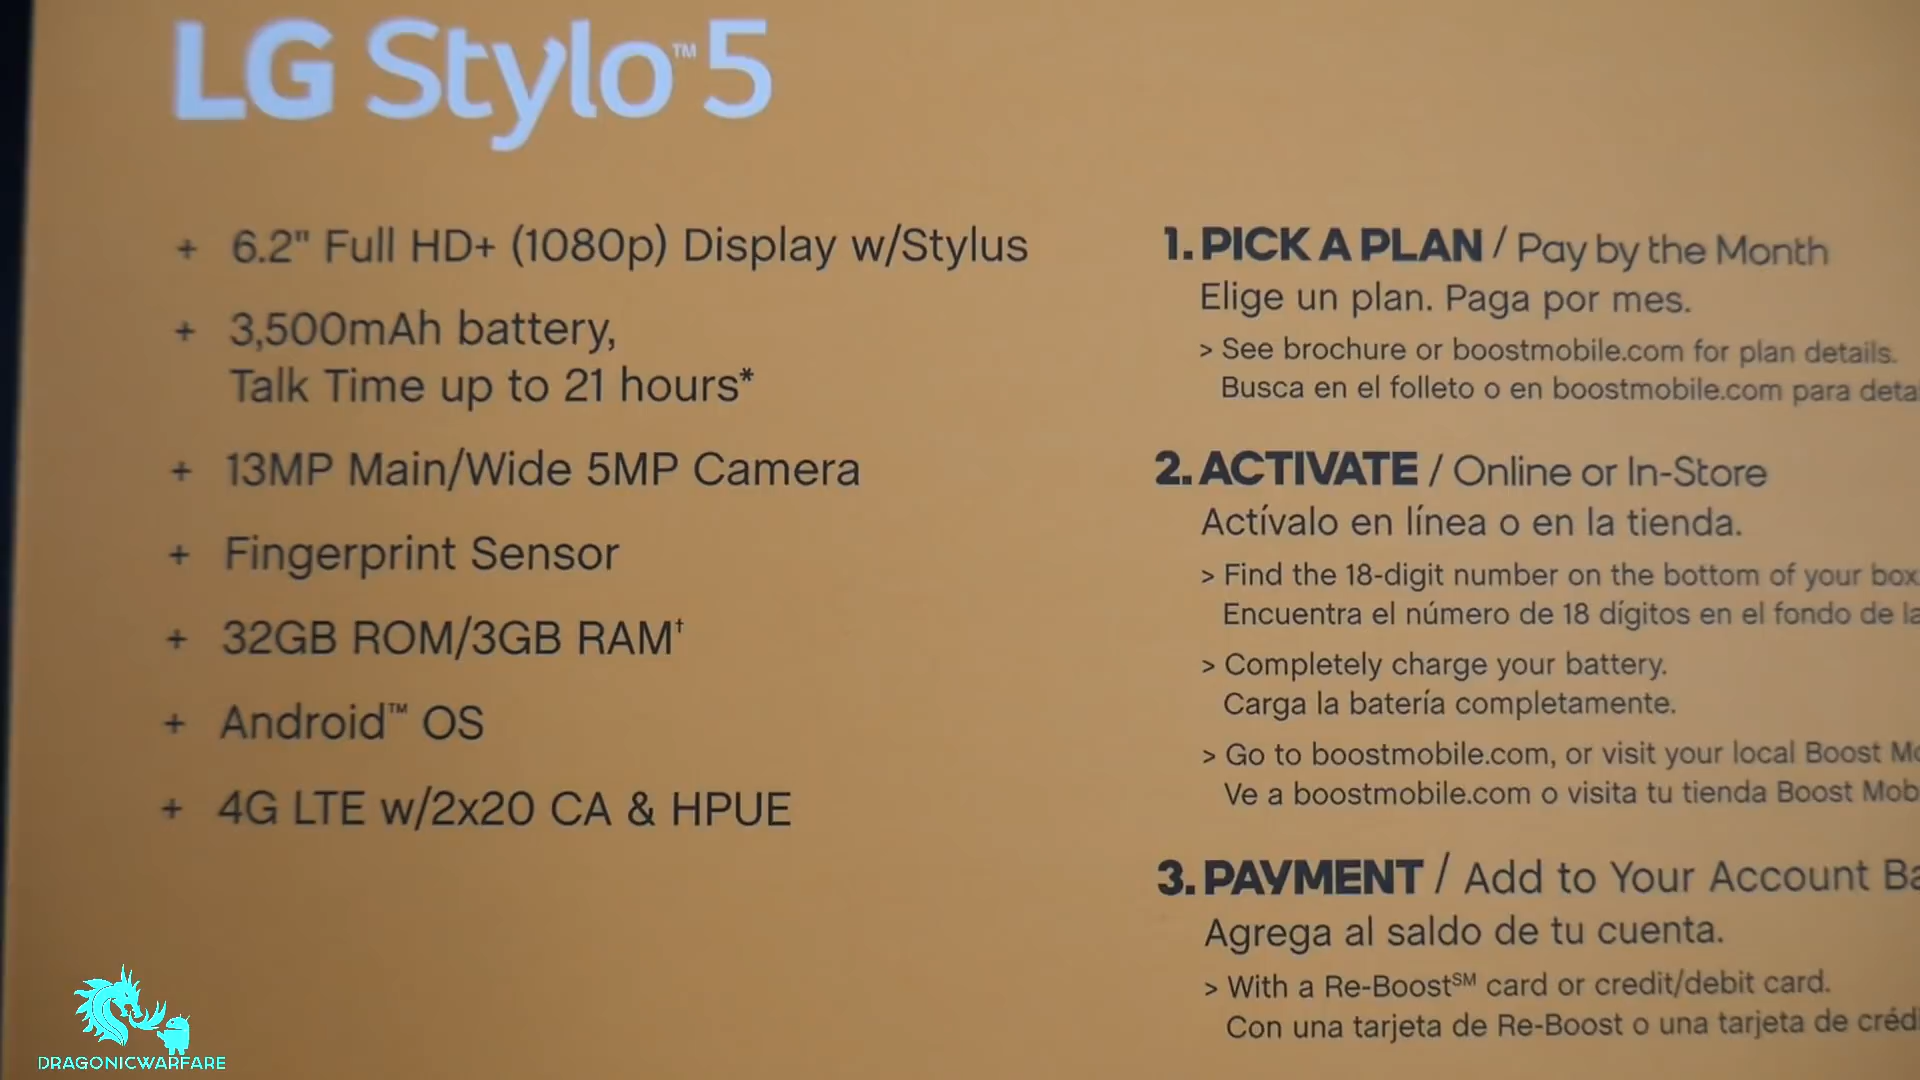 LG Stylo™ 5
+ 6.2" Full HD+ (1080p) Display w/Stylus
+ 3,500mAh battery,
Talk Time up to 21 hours*
+ 13MP Main/Wide 5MP Camera
+ Fingerprint Sensor
+ 32GB ROM/3GB RAM†
+ Android™ OS
+ 4G LTE w/2x20 CA & HPUE
1. PICK A PLAN / Pay by the Month
Elige un plan. Paga por mes.
> See brochure or boostmobile.com for plan details.
Busca en el folleto o en boostmobile.com para
2. ACTIVATE / Online or In-Store
Actívalo en línea o en la tienda.
> Find the 18-digit number on the bottom of your box
Encuentra el número de 18 dígitos en el fondo de
> Completely charge your battery.
Carga la batería completamente.
> Go to boostmobile.com, or visit your local Boost
Ve a boostmobile.com o visita tu tienda Boost
3. PAYMENT / Add to Your Account
Agrega al saldo de tu cuenta.
> With a Re-Boost℠ card or credit/debit card.
Con una tarjeta de Re-Boost o una tarjeta de
DRAGONICWARFARE